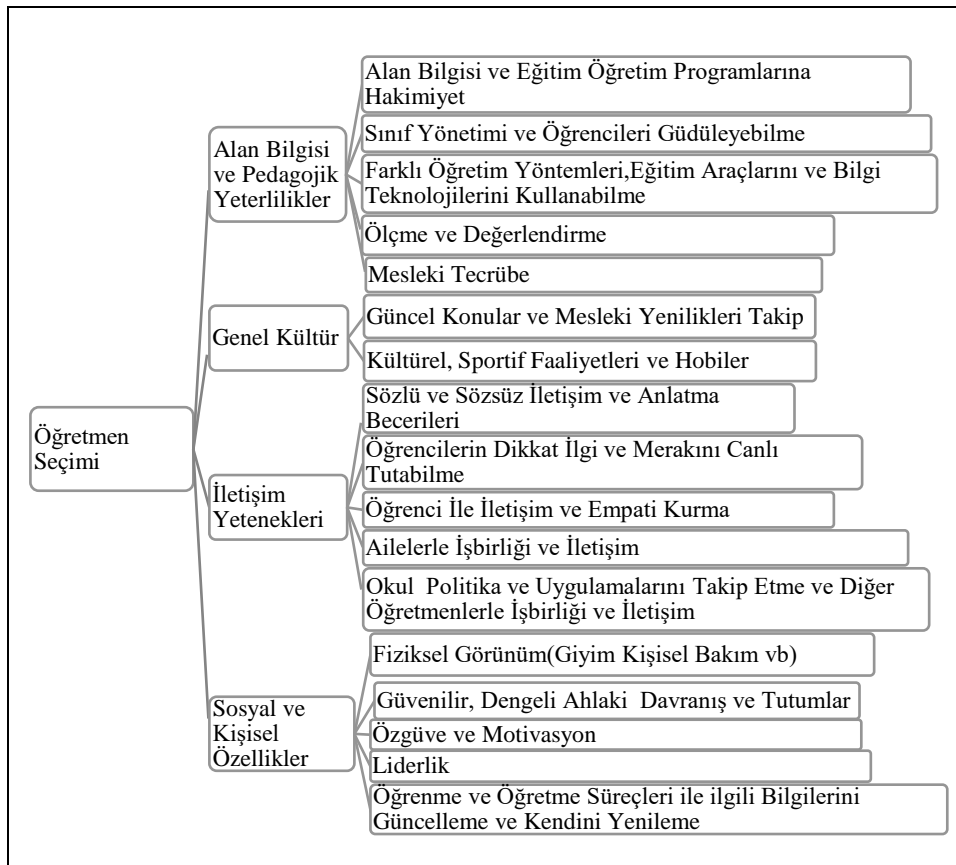 Öğretmen
Seçimi
Alan Bilgisi
ve Pedagojik
Yeterlilikler
Alan Bilgisi ve Eğitim Öğretim Programlarına
Hakimiyet
Sınıf Yönetimi ve Öğrencileri Güdüleyebilme
Farklı Öğretim Yöntemleri,Eğitim Araçlarını ve Bilgi
Teknolojilerini Kullanabilme
Ölçme ve Değerlendirme
Mesleki Tecrübe
Genel Kültür
Güncel Konular ve Mesleki Yenilikleri Takip
Kültürel, Sportif Faaliyetleri ve Hobiler
İletişim
Yetenekleri
Sözlü ve Sözsüz İletişim ve Anlatma
Becerileri
Öğrencilerin Dikkat İlgi ve Merakını Canlı
Tutabilme
Öğrenci İle İletişim ve Empati Kurma
Ailelerle İşbirliği ve İletişim
Okul Politika ve Uygulamalarını Takip Etme ve Diğer
Öğretmenlerle İşbirliği ve İletişim
Sosyal ve
Kişisel
Özellikler
Fiziksel Görünüm(Giyim Kişisel Bakım vb)
Güvenilir, Dengeli Ahlaki Davranış ve Tutumlar
Özgüve ve Motivasyon
Liderlik
Öğrenme ve Öğretme Süreçleri ile ilgili Bilgilerini
Güncelleme ve Kendini Yenileme